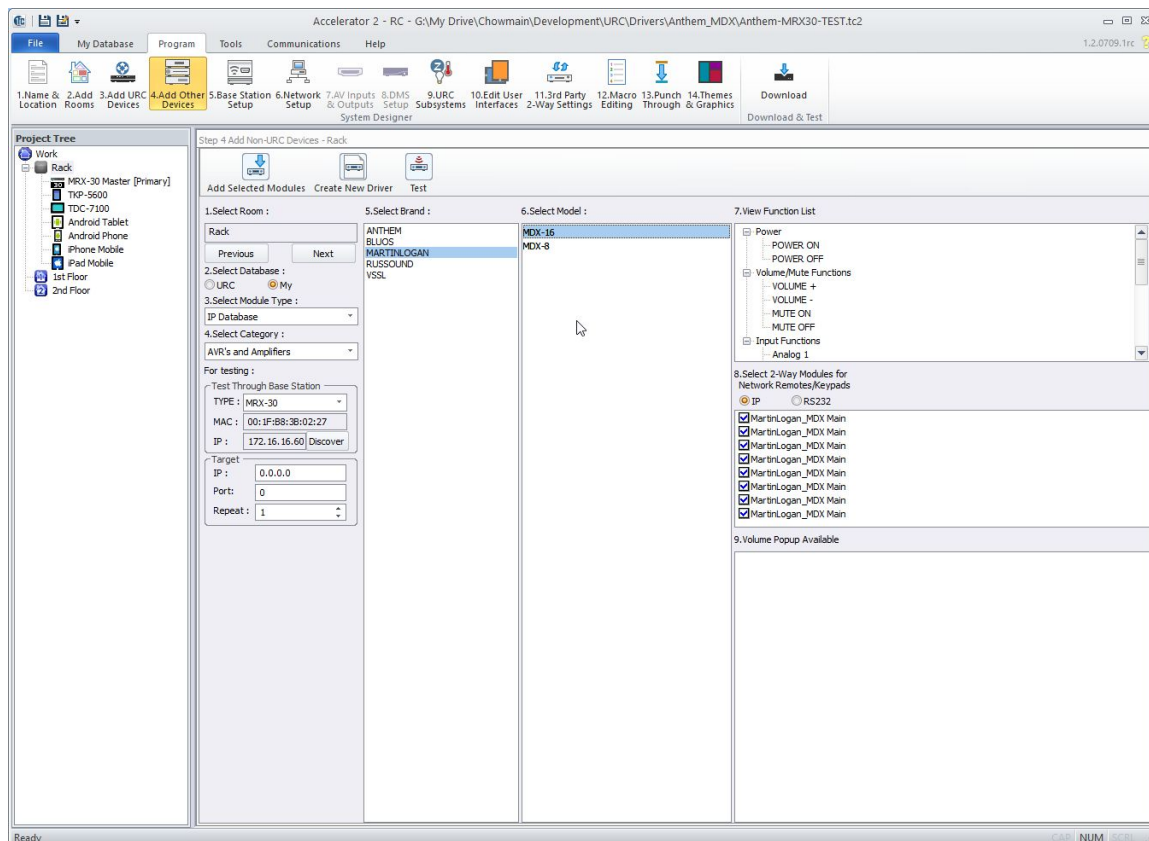 Accelerator 2 - RC - G:\My Drive\Chowmain\Development\URC\Drivers\Anthem_MDX\Anthem-MRX30-TEST.tc2
File My Database Program Tools Communications Help 1.2.0709.1rc
1.Name & Location
2.Add Rooms
3.Add URC Devices
4.Add Other Devices
5.Base Station Setup
6.Network Setup
7.AV Inputs & Outputs
8.DMS Setup
9.URC Subsystems
10.Edit User Interfaces
11.3rd Party 2-Way Settings
12.Macro Editing
13.Punch Through
14.Themes & Graphics
Download
System Designer
Download & Test
Project Tree
Work
Rack
MRX-30 Master [Primary]
TKP-5600
TDC-7100
Android Tablet
Android Phone
iPhone Mobile
iPad Mobile
1st Floor
2nd Floor
Step 4 Add Non-URC Devices - Rack
Add Selected Modules Create New Driver Test
1.Select Room :
Rack
Previous Next
2.Select Database :
URC My
3.Select Module Type :
IP Database
4.Select Category :
AVR's and Amplifiers
For testing :
Test Through Base Station
TYPE : MRX-30
MAC : 00:1F:B8:3B:02:27
IP : 172.16.16.60 Discover
Target
IP : 0.0.0.0
Port: 0
Repeat : 1
5.Select Brand :
ANTHEM
BLUOS
MARTINLOGAN
RUSSOUND
VSSL
6.Select Model :
MDX-16
MDX-8
7.View Function List
Power
POWER ON
POWER OFF
Volume/Mute Functions
VOLUME +
VOLUME -
MUTE ON
MUTE OFF
Input Functions
Analog 1
8.Select 2-Way Modules for
Network Remotes/Keypads
IP RS232
MartinLogan_MDX Main
MartinLogan_MDX Main
MartinLogan_MDX Main
MartinLogan_MDX Main
MartinLogan_MDX Main
MartinLogan_MDX Main
MartinLogan_MDX Main
MartinLogan_MDX Main
9.Volume Popup Available
Ready
CAP NUM SCRL